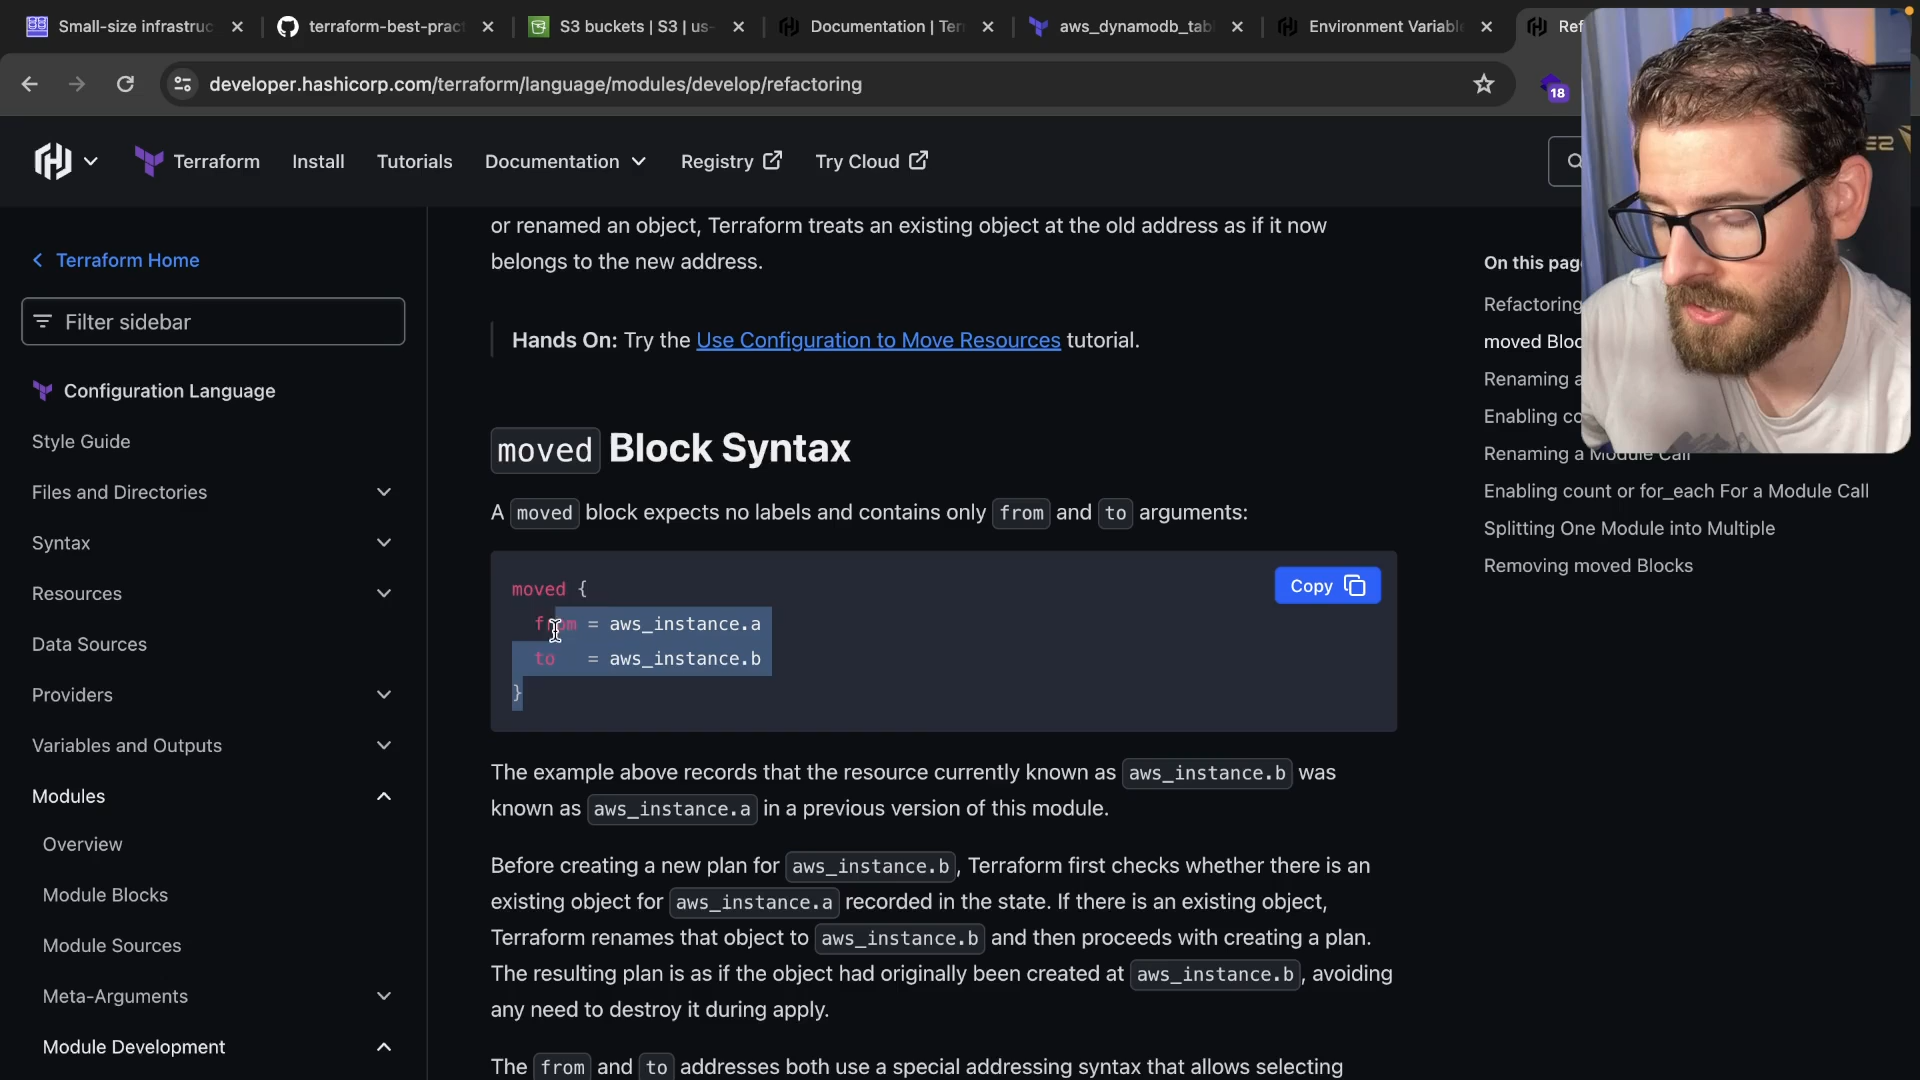 Small-size infrastruc
terraform-best-pract
S3 buckets | S3 | us-
Documentation | Ter
aws_dynamodb_tab
Environment Variabl
Ref
developer.hashicorp.com/terraform/language/modules/develop/refactoring
18
Terraform
Install
Tutorials
Documentation
Registry
Try Cloud
Terraform Home
Filter sidebar
Configuration Language
Style Guide
Files and Directories
Syntax
Resources
Data Sources
Providers
Variables and Outputs
Modules
Overview
Module Blocks
Module Sources
Meta-Arguments
Module Development
or renamed an object, Terraform treats an existing object at the old address as if it now
belongs to the new address.
Hands On: Try the Use Configuration to Move Resources tutorial.
moved Block Syntax
A moved block expects no labels and contains only from and to arguments:
Copy
moved {
from = aws_instance.a
to = aws_instance.b
}
The example above records that the resource currently known as aws_instance.b was
known as aws_instance.a in a previous version of this module.
Before creating a new plan for aws_instance.b, Terraform first checks whether there is an
existing object for aws_instance.a recorded in the state. If there is an existing object,
Terraform renames that object to aws_instance.b and then proceeds with creating a plan.
The resulting plan is as if the object had originally been created at aws_instance.b, avoiding
any need to destroy it during apply.
The from and to addresses both use a special addressing syntax that allows selecting
On this pag
Refactoring
moved Bloc
Renaming a
Enabling co
Renaming a Module Call
Enabling count or for_each For a Module Call
Splitting One Module into Multiple
Removing moved Blocks